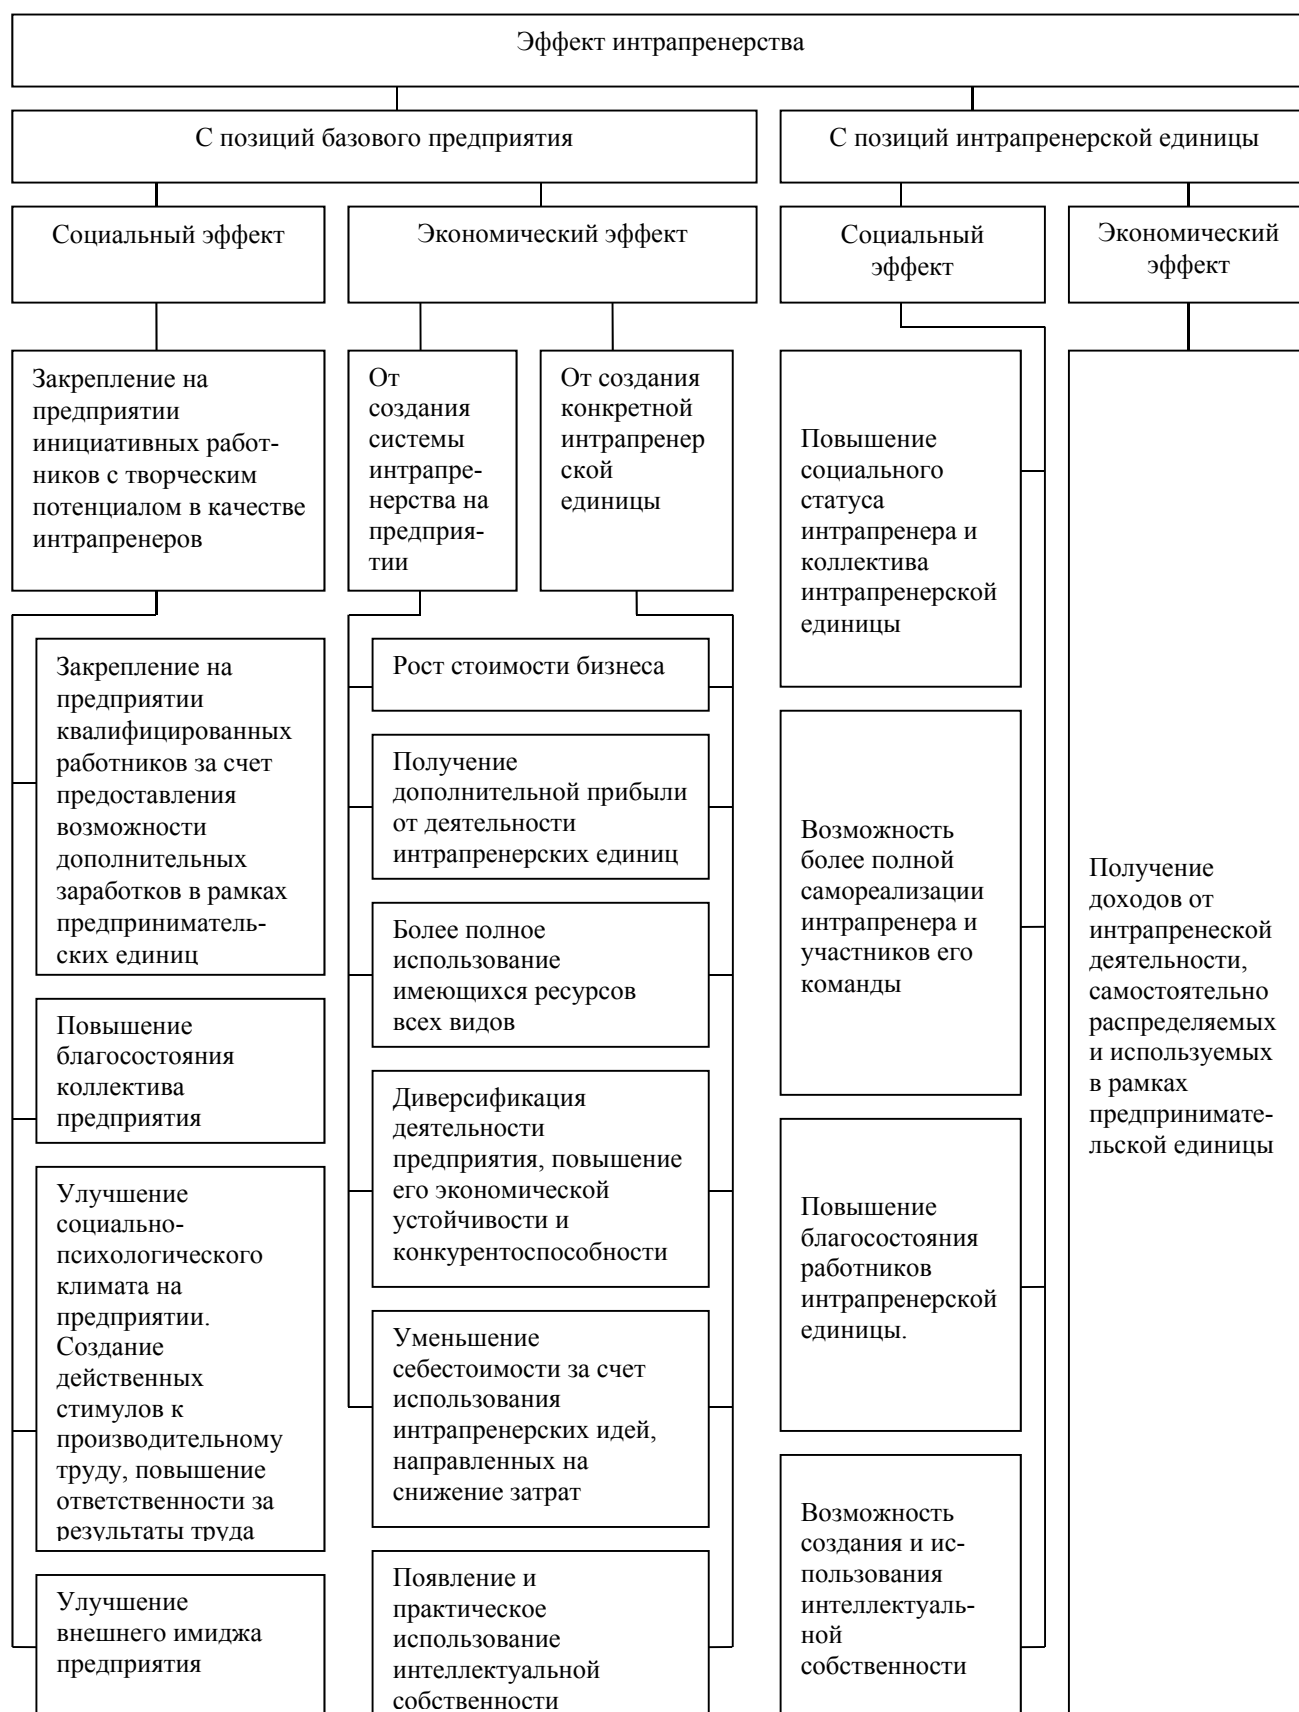 Эффект интрапренерства
С позиций базового предприятия
С позиций интрапренерской единицы
Социальный эффект
Экономический эффект
Социальный
эффект
Экономический
эффект
Закрепление на
предприятии
инициативных работ-
ников с творческим
потенциалом в качестве
интрапренеров
От
создания
системы
интрапре-
нерства на
предприя-
тии
От создания
конкретной
интрапренер
ской
единицы
Закрепление на
предприятии
квалифицированных
работников за счет
предоставления
возможности
дополнительных
заработков в рамках
предприниматель-
ских единиц
Повышение
благосостояния
коллектива
предприятия
Улучшение
социально-
психологического
климата на
предприятии.
Создание
действенных
стимулов к
производительному
труду, повышение
ответственности за
результаты труда
Улучшение
внешнего имиджа
предприятия
Рост стоимости бизнеса
Получение
дополнительной прибыли
от деятельности
интрапренерских единиц
Более полное
использование
имеющихся ресурсов
всех видов
Диверсификация
деятельности
предприятия, повышение
его экономической
устойчивости и
конкурентоспособности
Уменьшение
себестоимости за счет
использования
интрапренерских идей,
направленных на
снижение затрат
Появление и
практическое
использование
интеллектуальной
собственности
Повышение
социального
статуса
интрапренера и
коллектива
интрапренерской
единицы
Возможность
более полной
самореализации
интрапренера и
участников его
команды
Повышение
благосостояния
работников
интрапренерской
единицы.
Возможность
создания и ис-
пользования
интеллектуаль-
ной
собственности
Получение
доходов от
интрапренеской
деятельности,
самостоятельно
распределяемых
и используемых
в рамках
предпринимате-
льской единицы